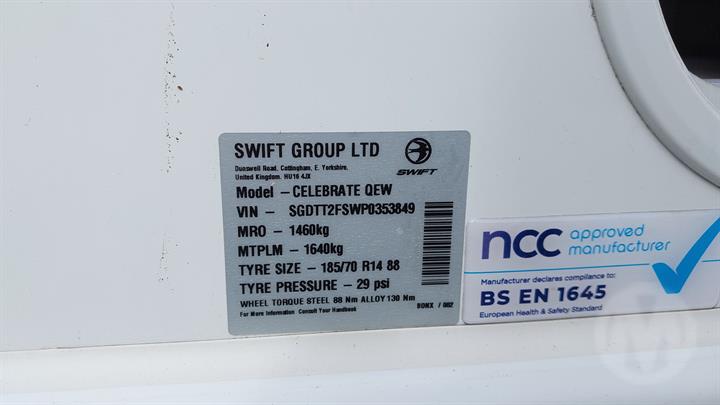 SWIFT GROUP LTD
Dunswell Road, Cottingham, E. Yorkshire,
United Kingdom. HU16 4JX
SWIFT
Model - CELEBRATE QEW
VIN - SGDTT2FSWP0353849
MRO - 1460kg
MTPLM - 1640kg
TYRE SIZE - 185/70 R14 88
TYRE PRESSURE - 29 psi
WHEEL TORQUE STEEL 88 Nm ALLOY 130 Nm
For More Information Consult Your Handbook
ncc approved
manufacturer
Manufacturer declares compliance to:
BS EN 1645
European Health & Safety Standard